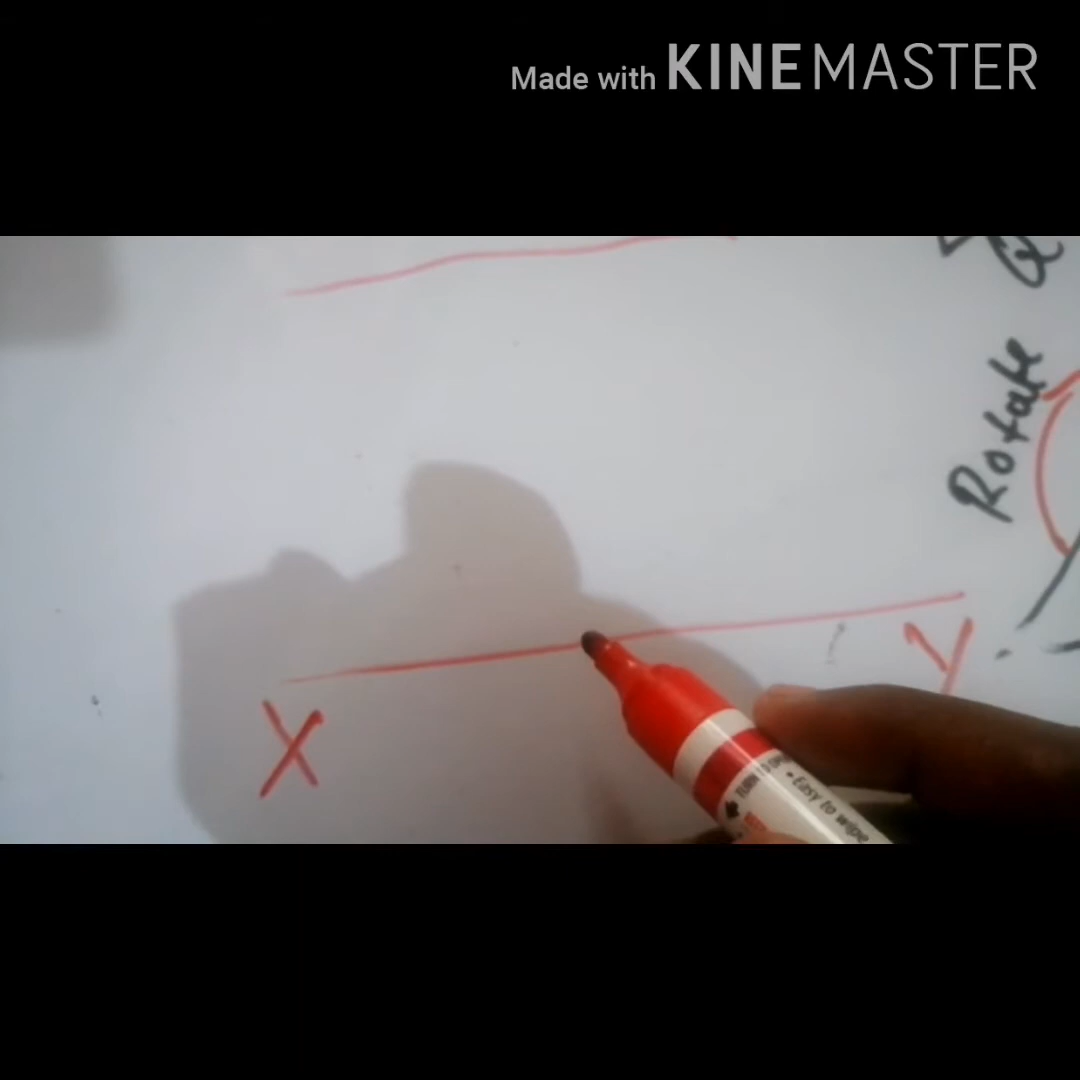 Made with KINEMASTER
Q
Rotate
X
Y
• Easy to wipe